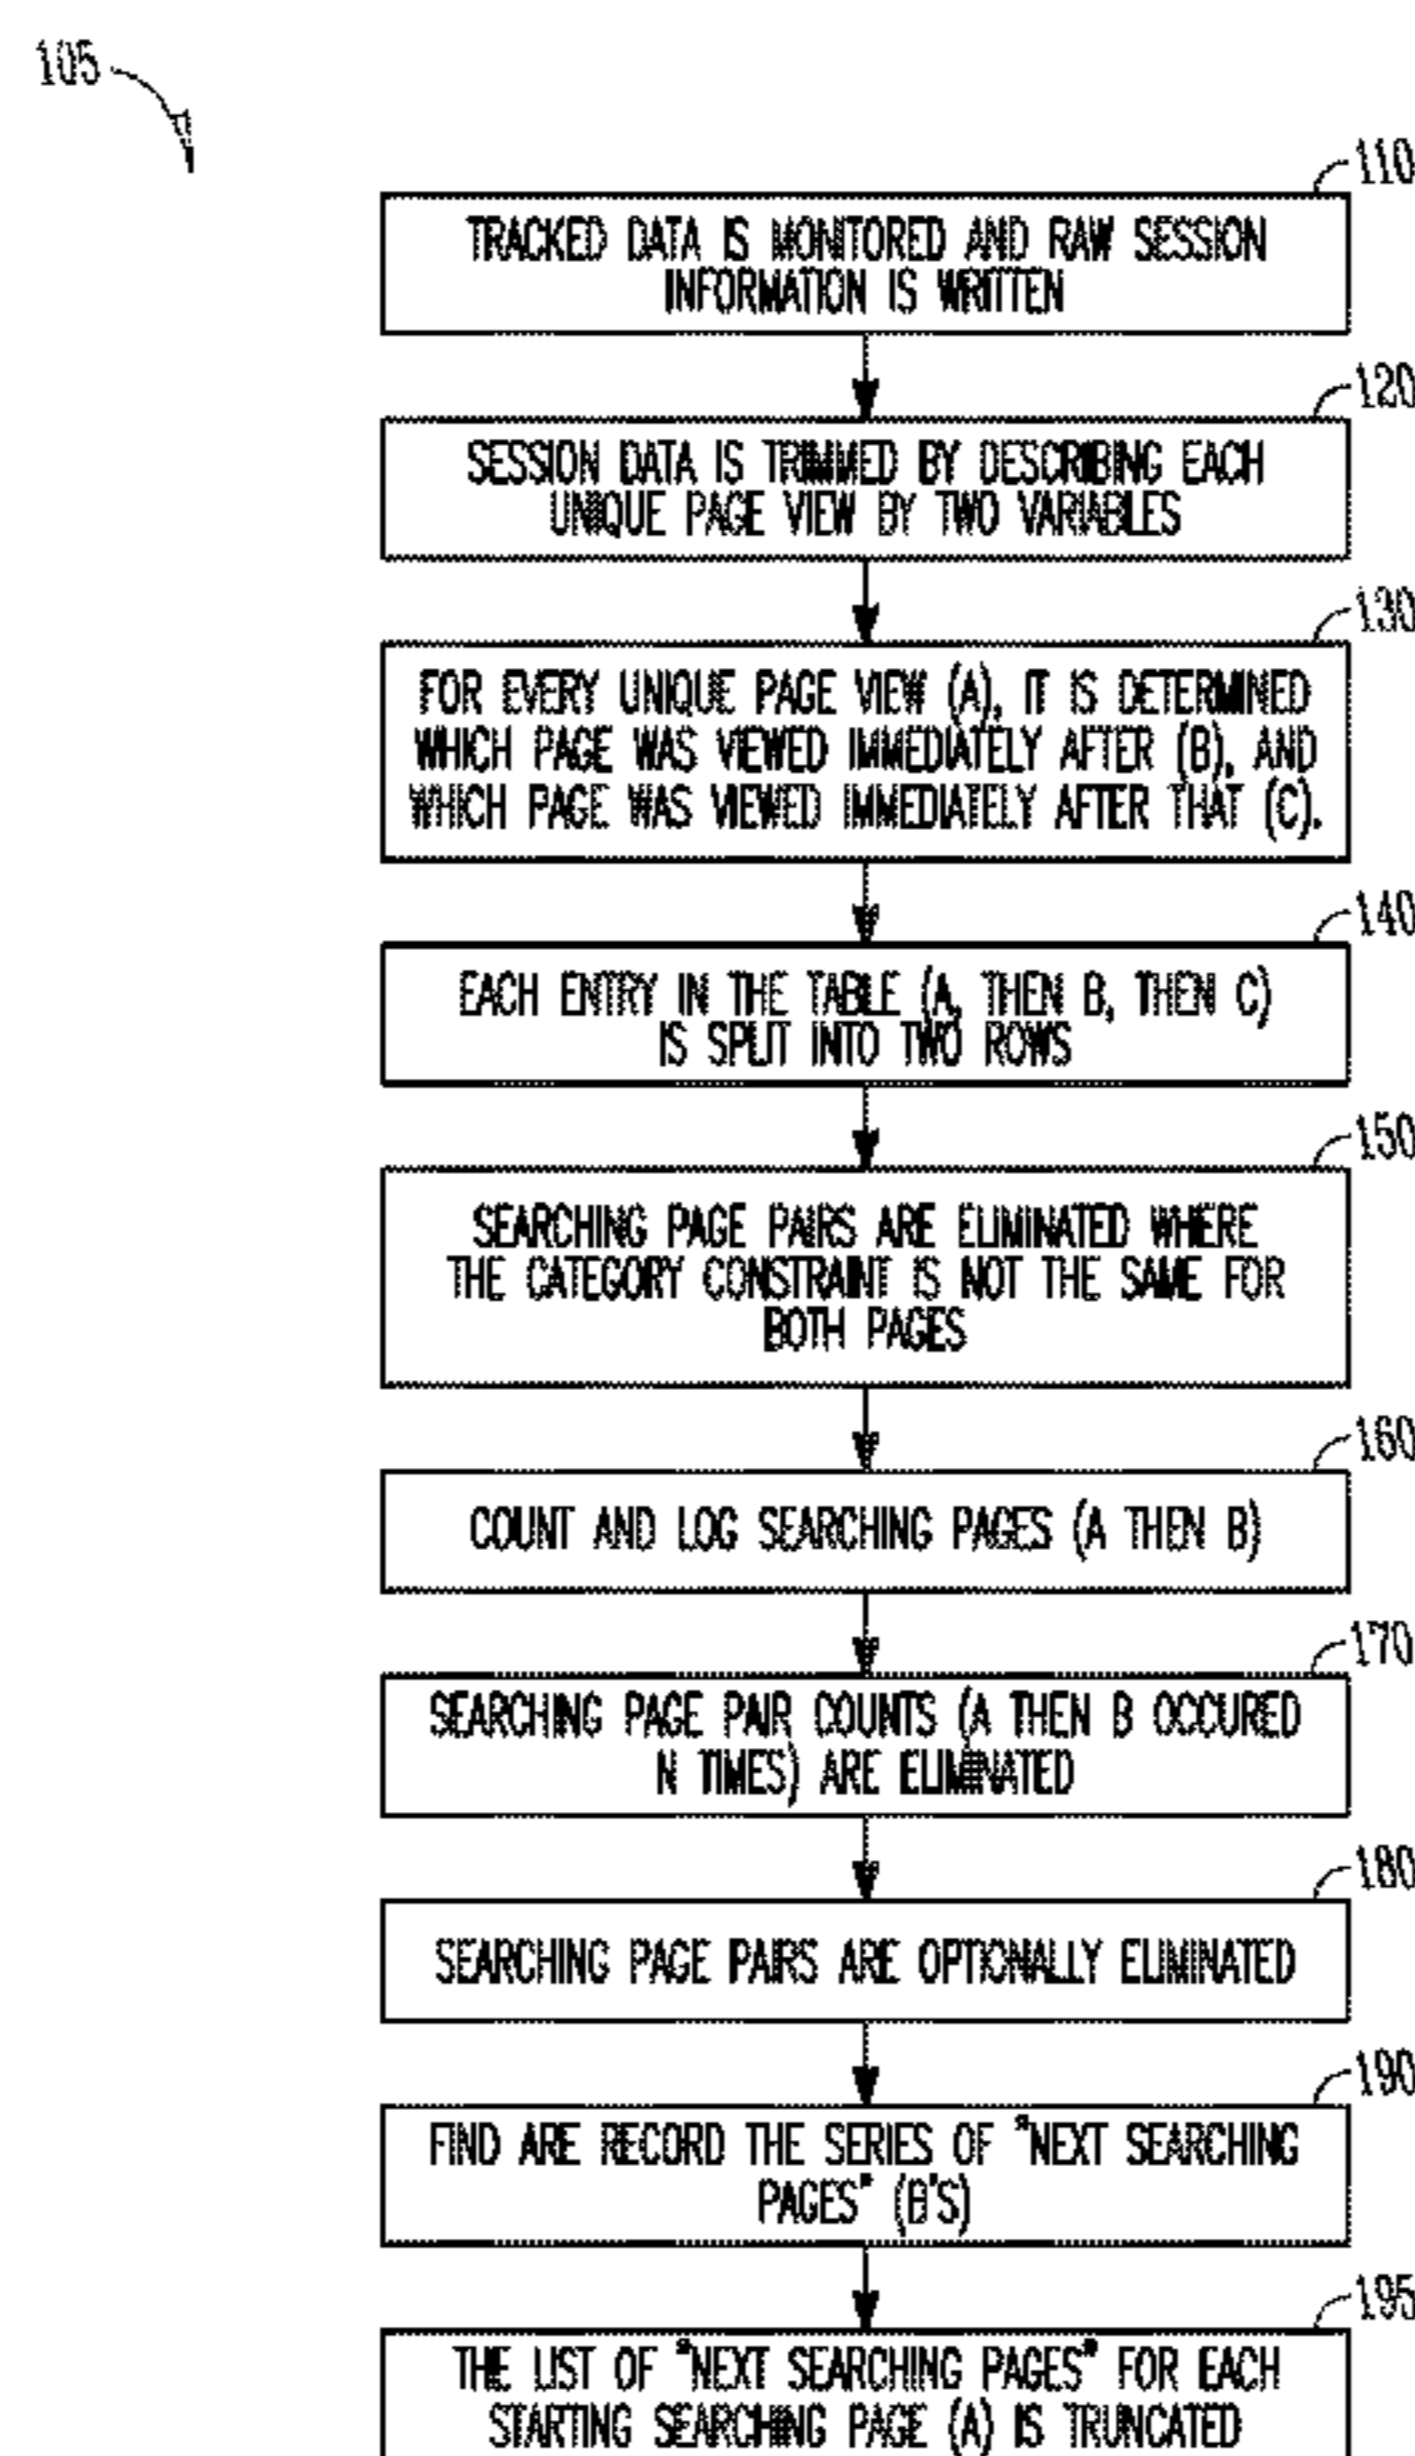 105
110
TRACKED DATA IS MONITORED AND RAW SESSION
INFORMATION IS WRITTEN
120
SESSION DATA IS TRIMMED BY DESCRIBING EACH
UNIQUE PAGE VIEW BY TWO VARIABLES
130
FOR EVERY UNIQUE PAGE VIEW (A), IT IS DETERMINED
WHICH PAGE WAS VIEWED IMMEDIATELY AFTER (B), AND
WHICH PAGE WAS VIEWED IMMEDIATELY AFTER THAT (C).
140
EACH ENTRY IN THE TABLE (A, THEN B, THEN C)
IS SPLIT INTO TWO ROWS
150
SEARCHING PAGE PAIRS ARE ELIMINATED WHERE
THE CATEGORY CONSTRAINT IS NOT THE SAME FOR
BOTH PAGES
160
COUNT AND LOG SEARCHING PAGES (A THEN B)
170
SEARCHING PAGE PAIR COUNTS (A THEN B OCCURED
N TIMES) ARE ELIMINATED
180
SEARCHING PAGE PAIRS ARE OPTIONALLY ELIMINATED
190
FIND ARE RECORD THE SERIES OF "NEXT SEARCHING
PAGES" (B'S)
195
THE LIST OF "NEXT SEARCHING PAGES" FOR EACH
STARTING SEARCHING PAGE (A) IS TRUNCATED